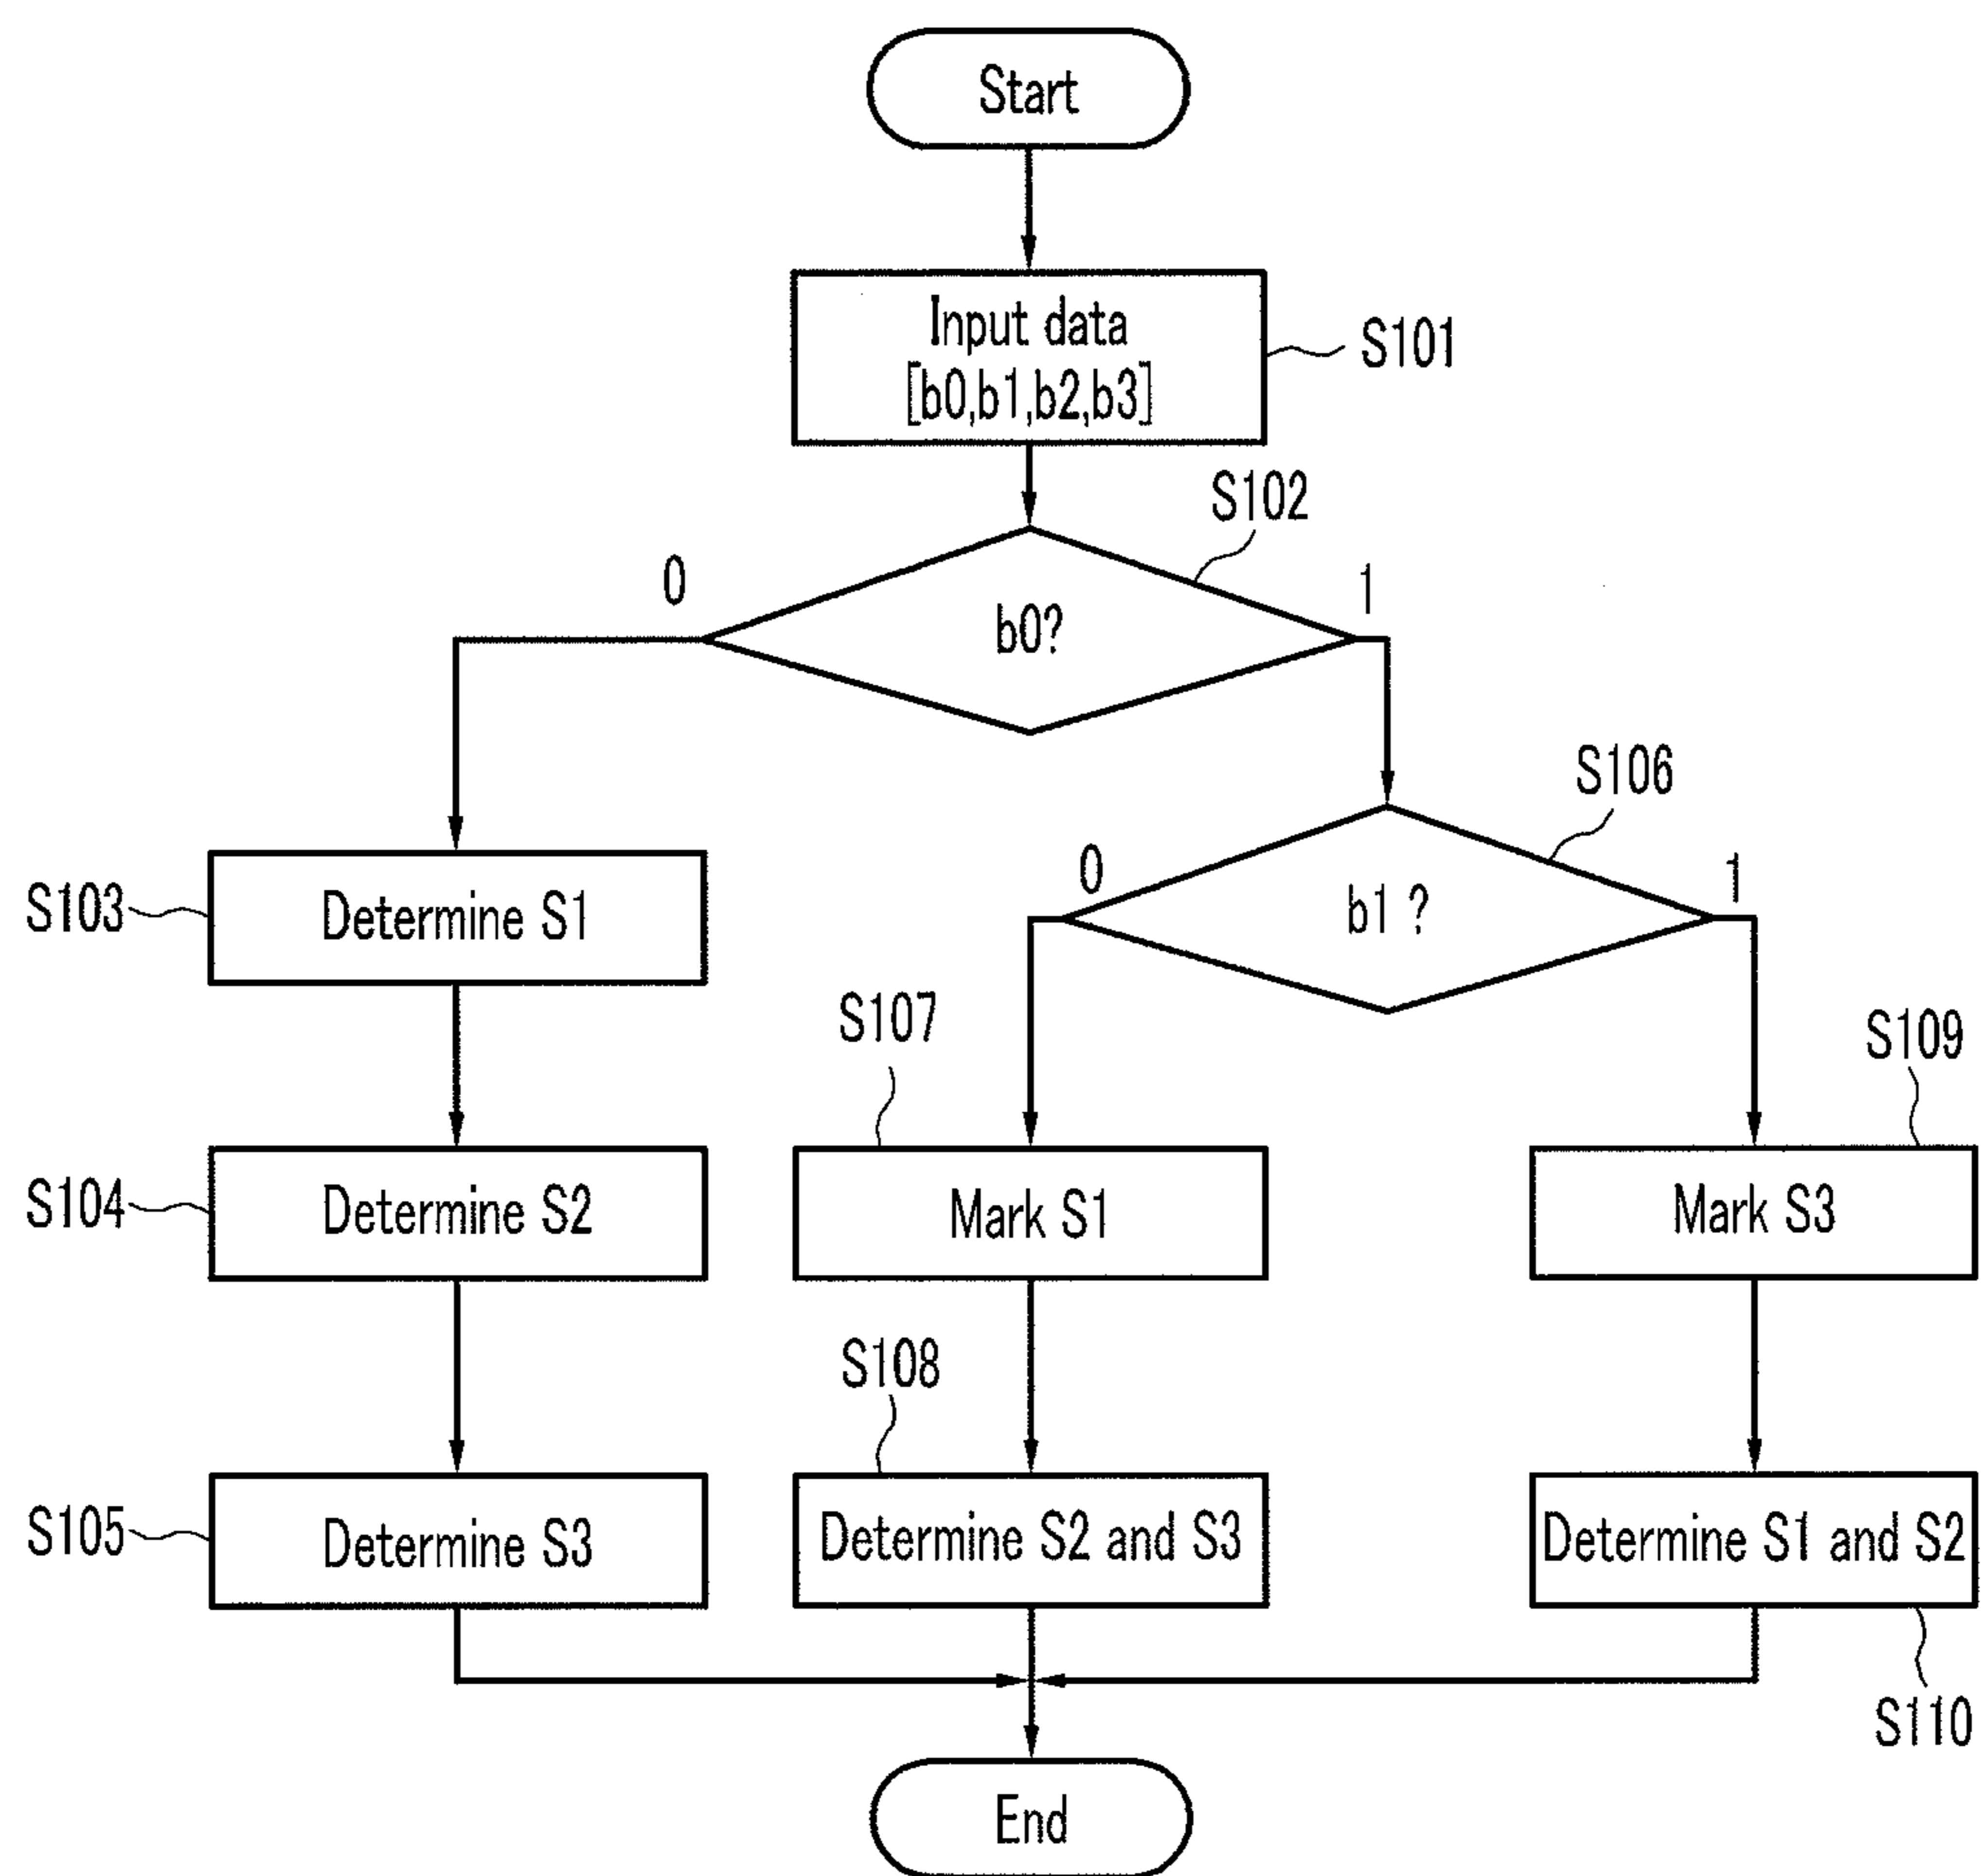 Start
Input data
[b0,b1,b2,b3]
S101
S102
0
b0?
1
S106
0
b1 ?
1
S103
Determine S1
S107
S109
S104
Determine S2
Mark S1
Mark S3
S108
S105
Determine S3
Determine S2 and S3
Determine S1 and S2
S110
End